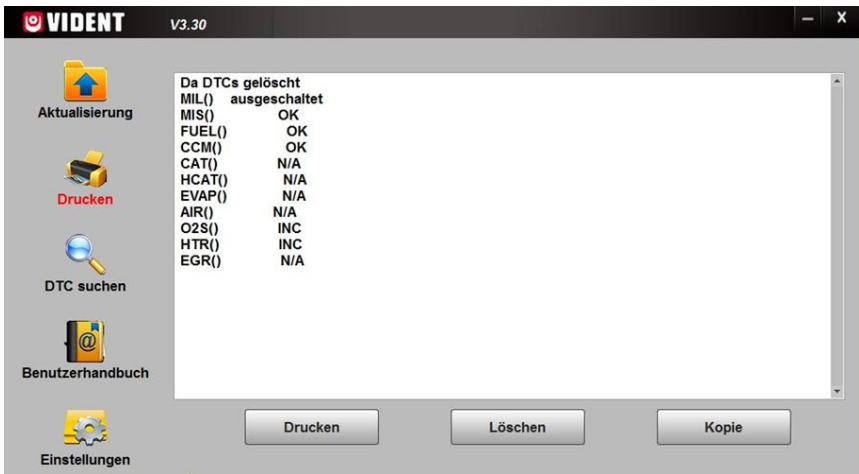 VIDENT V3.30
Aktualisierung
Drucken
DTC suchen
Benutzerhandbuch
Einstellungen
Da DTCs gelöscht
MIL() ausgeschaltet
MIS() OK
FUEL() OK
CCM() OK
CAT() N/A
HCAT() N/A
EVAP() N/A
AIR() N/A
O2S() INC
HTR() INC
EGR() N/A
Drucken Löschen Kopie